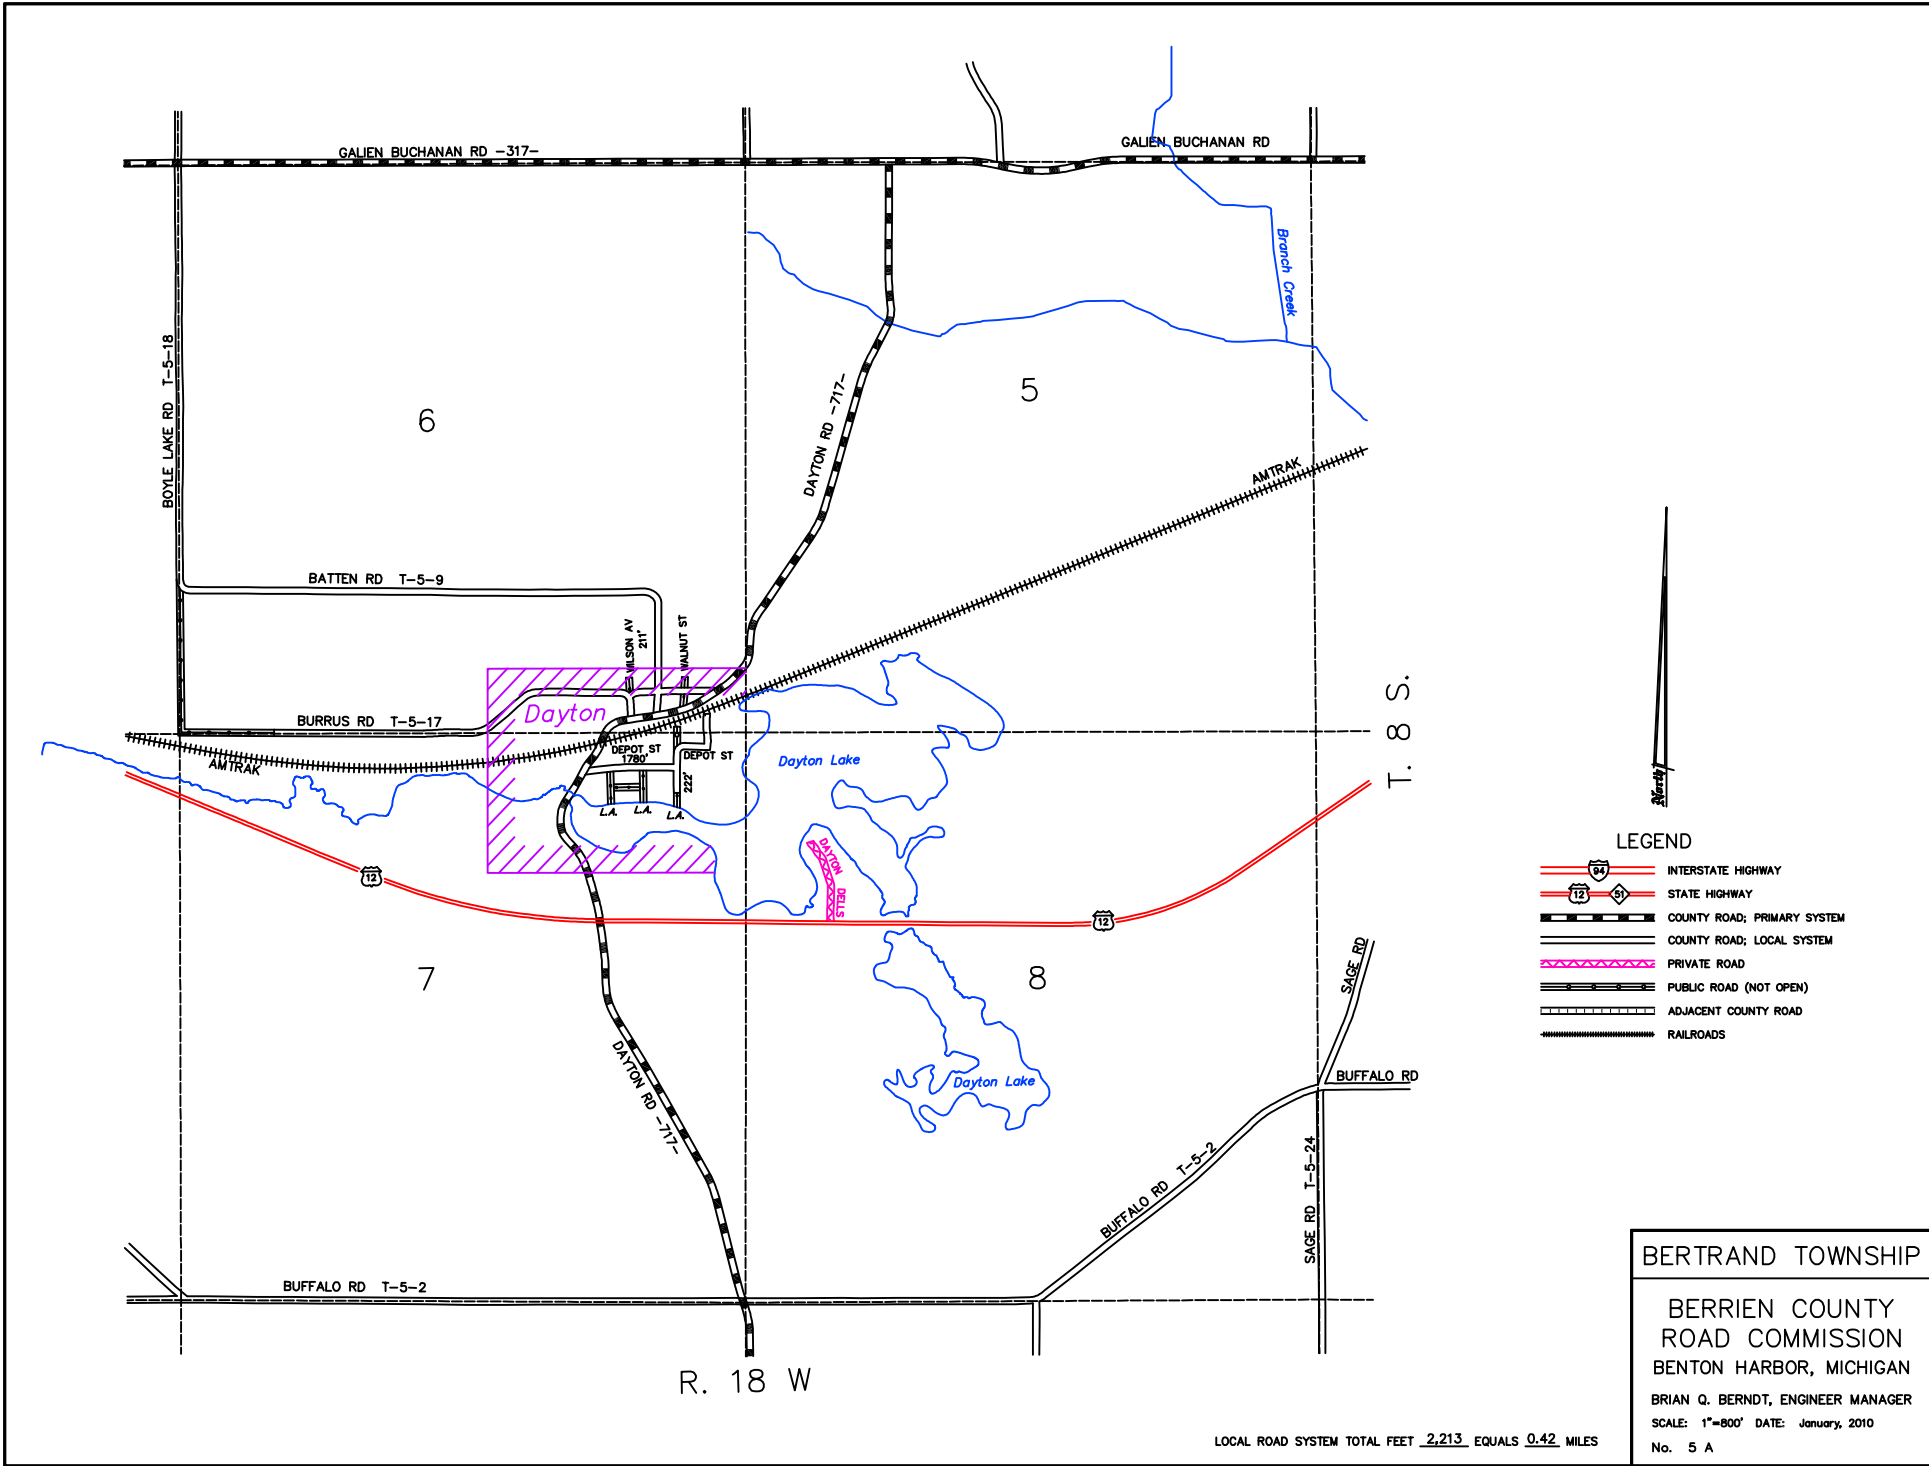 GALIEN BUCHANAN RD -317-
GALIEN BUCHANAN RD
Branch Creek
BOYLE LAKE RD T-5-18
6
5
DAYTON RD -717-
AMTRAK
BATTEN RD T-5-9
WILSON AV
211'
WALNUT ST
Dayton
BURRUS RD T-5-17
AMTRAK
DEPOT ST
1780'
DEPOT ST
222'
L.A.
L.A.
L.A.
Dayton Lake
DAYTON DELLS
T. 8 S.
North
12
12
7
8
SAGE RD
Dayton Lake
BUFFALO RD
DAYTON RD -717-
BUFFALO RD T-5-2
SAGE RD T-5-24
BUFFALO RD T-5-2
R. 18 W
LEGEND
94 INTERSTATE HIGHWAY
12 51 STATE HIGHWAY
COUNTY ROAD; PRIMARY SYSTEM
COUNTY ROAD; LOCAL SYSTEM
PRIVATE ROAD
PUBLIC ROAD (NOT OPEN)
ADJACENT COUNTY ROAD
RAILROADS
BERTRAND TOWNSHIP
BERRIEN COUNTY
ROAD COMMISSION
BENTON HARBOR, MICHIGAN
BRIAN Q. BERNDT, ENGINEER MANAGER
SCALE: 1"=800' DATE: January, 2010
No. 5 A
LOCAL ROAD SYSTEM TOTAL FEET 2,213 EQUALS 0.42 MILES